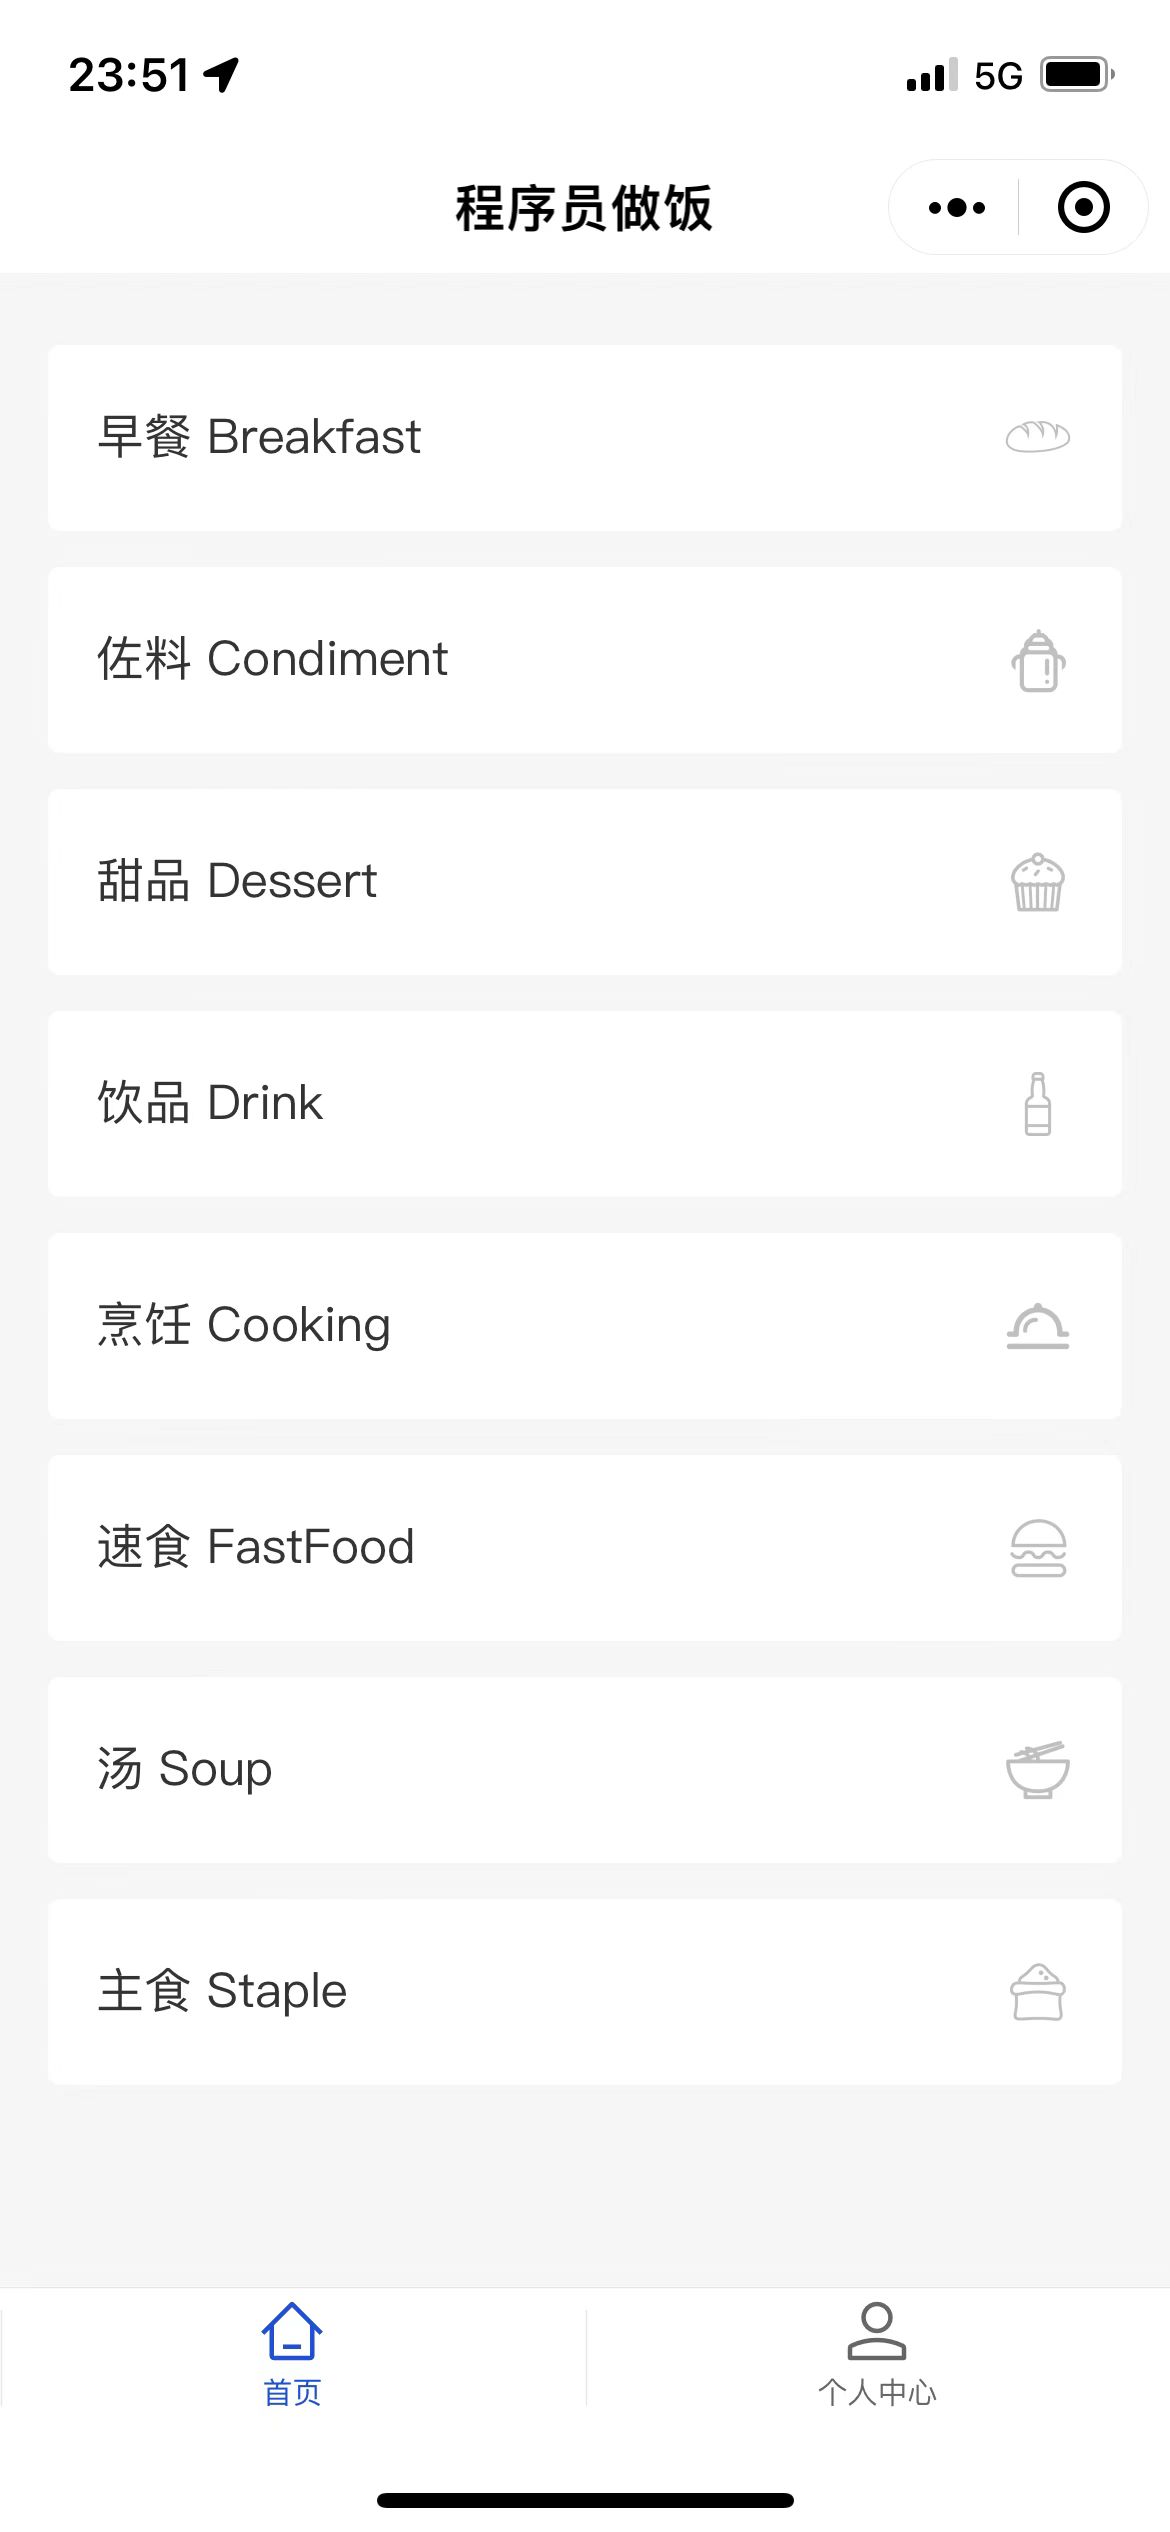 23:51
5G
程序员做饭
早餐 Breakfast
佐料 Condiment
甜品 Dessert
饮品 Drink
烹饪 Cooking
速食 FastFood
汤 Soup
主食 Staple
首页
个人中心